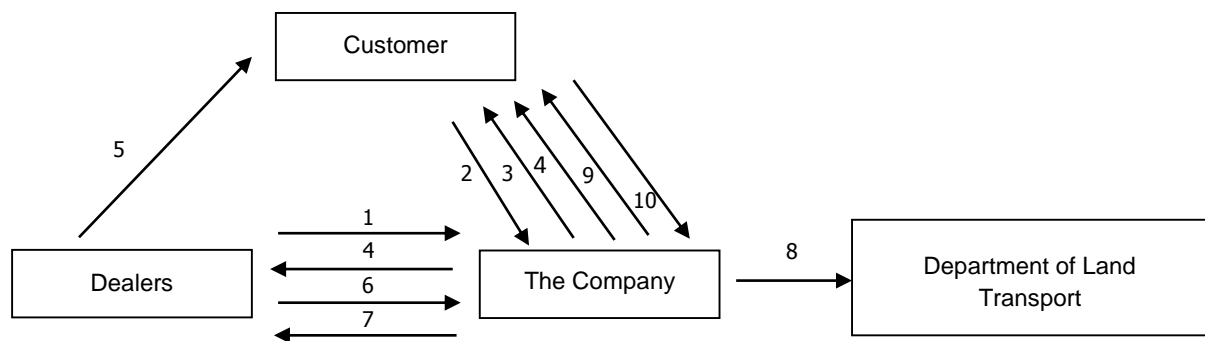 Customer
5
2
3
4
9
10
1
4
6
7
8
Dealers
The Company
Department of Land
Transport